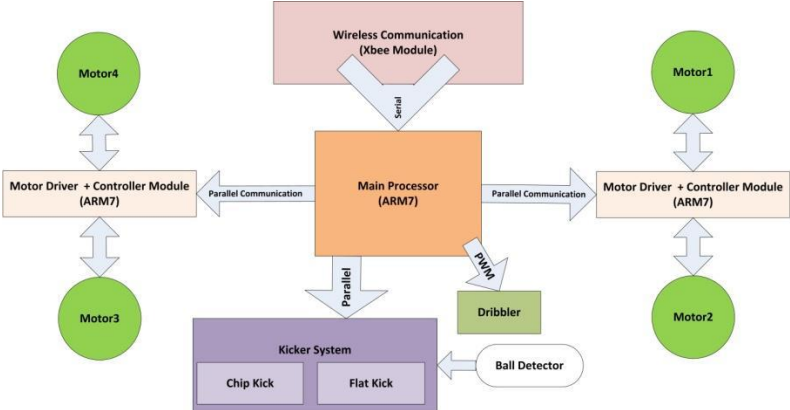 Wireless Communication
(Xbee Module)
Motor4
Motor1
Serial
Motor Driver + Controller Module
(ARM7)
Parallel Communication
Main Processor
(ARM7)
Parallel Communication
Motor Driver + Controller Module
(ARM7)
PWM
Parallel
Motor3
Dribbler
Motor2
Kicker System
Ball Detector
Chip Kick
Flat Kick